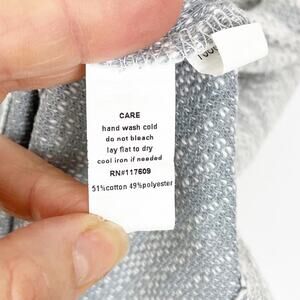 CARE
hand wash cold
do not bleach
lay flat to dry
cool iron if needed
RN#117609
51%cotton 49%polyester